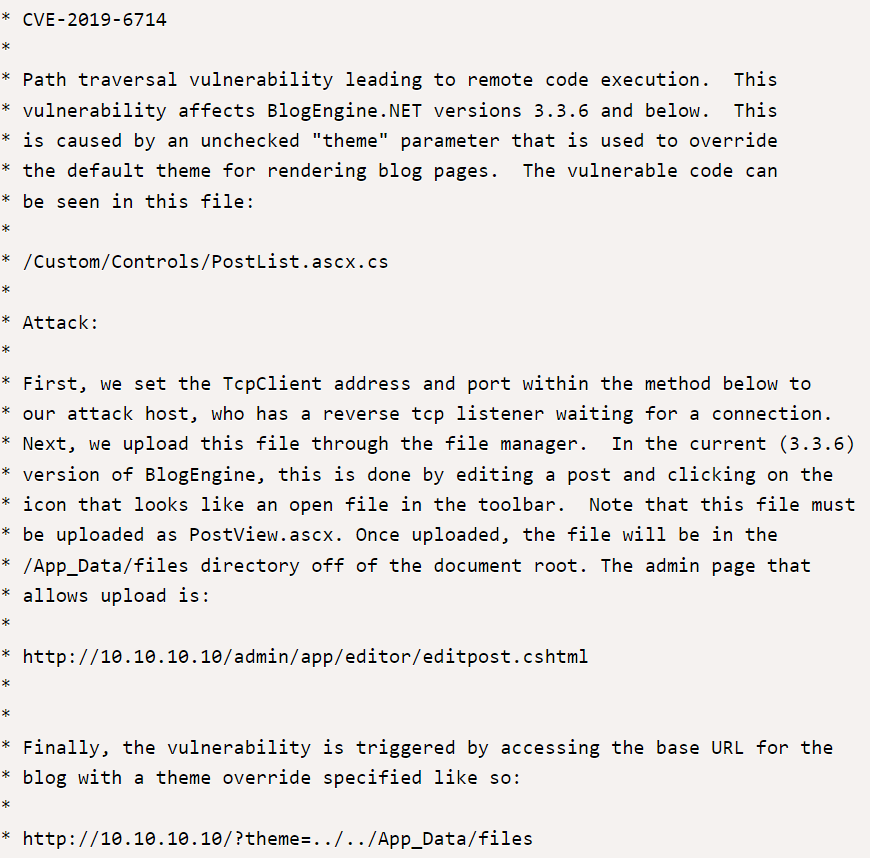 * CVE-2019-6714
*
* Path traversal vulnerability leading to remote code execution.  This
* vulnerability affects BlogEngine.NET versions 3.3.6 and below.  This
* is caused by an unchecked "theme" parameter that is used to override
* the default theme for rendering blog pages.  The vulnerable code can
* be seen in this file:
*
* /Custom/Controls/PostList.ascx.cs
*
* Attack:
*
* First, we set the TcpClient address and port within the method below to
* our attack host, who has a reverse tcp listener waiting for a connection.
* Next, we upload this file through the file manager.  In the current (3.3.6)
* version of BlogEngine, this is done by editing a post and clicking on the
* icon that looks like an open file in the toolbar.  Note that this file must
* be uploaded as PostView.ascx. Once uploaded, the file will be in the
* /App_Data/files directory off of the document root. The admin page that
* allows upload is:
*
* http://10.10.10.10/admin/app/editor/editpost.cshtml
*
*
* Finally, the vulnerability is triggered by accessing the base URL for the
* blog with a theme override specified like so:
*
* http://10.10.10.10/?theme=../../App_Data/files